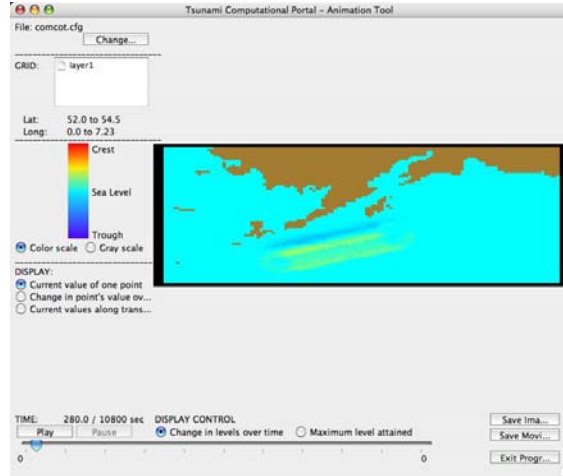 Tsunami Computational Portal - Animation Tool
File: comcot.cfg
Change...
GRID: layer1
Lat: 52.0 to 54.5
Long: 0.0 to 7.23
Crest
Sea Level
Trough
Color scale Gray scale
DISPLAY:
Current value of one point
Change in point's value ov...
Current values along trans...
TIME: 280.0 / 10800 sec DISPLAY CONTROL
Play Pause Change in levels over time Maximum level attained
Save Ima...
Save Movi...
0 0
Exit Progr...